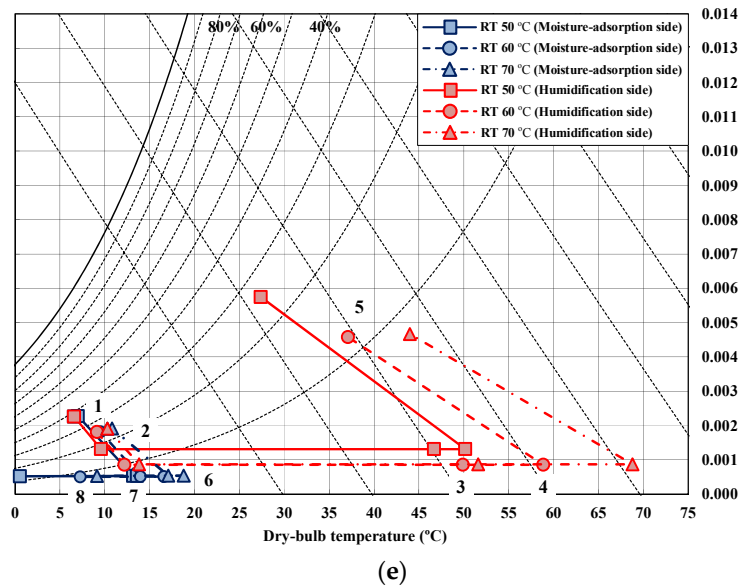 80% 60% 40%
RT 50 °C (Moisture-adsorption side)
RT 60 °C (Moisture-adsorption side)
RT 70 °C (Moisture-adsorption side)
RT 50 °C (Humidification side)
RT 60 °C (Humidification side)
RT 70 °C (Humidification side)
0.014
0.013
0.012
0.011
0.010
0.009
0.008
0.007
0.006
0.005
0.004
0.003
0.002
0.001
0.000
5
1
2
3
4
6
7
8
0 5 10 15 20 25 30 35 40 45 50 55 60 65 70 75
Dry-bulb temperature (°C)
(e)